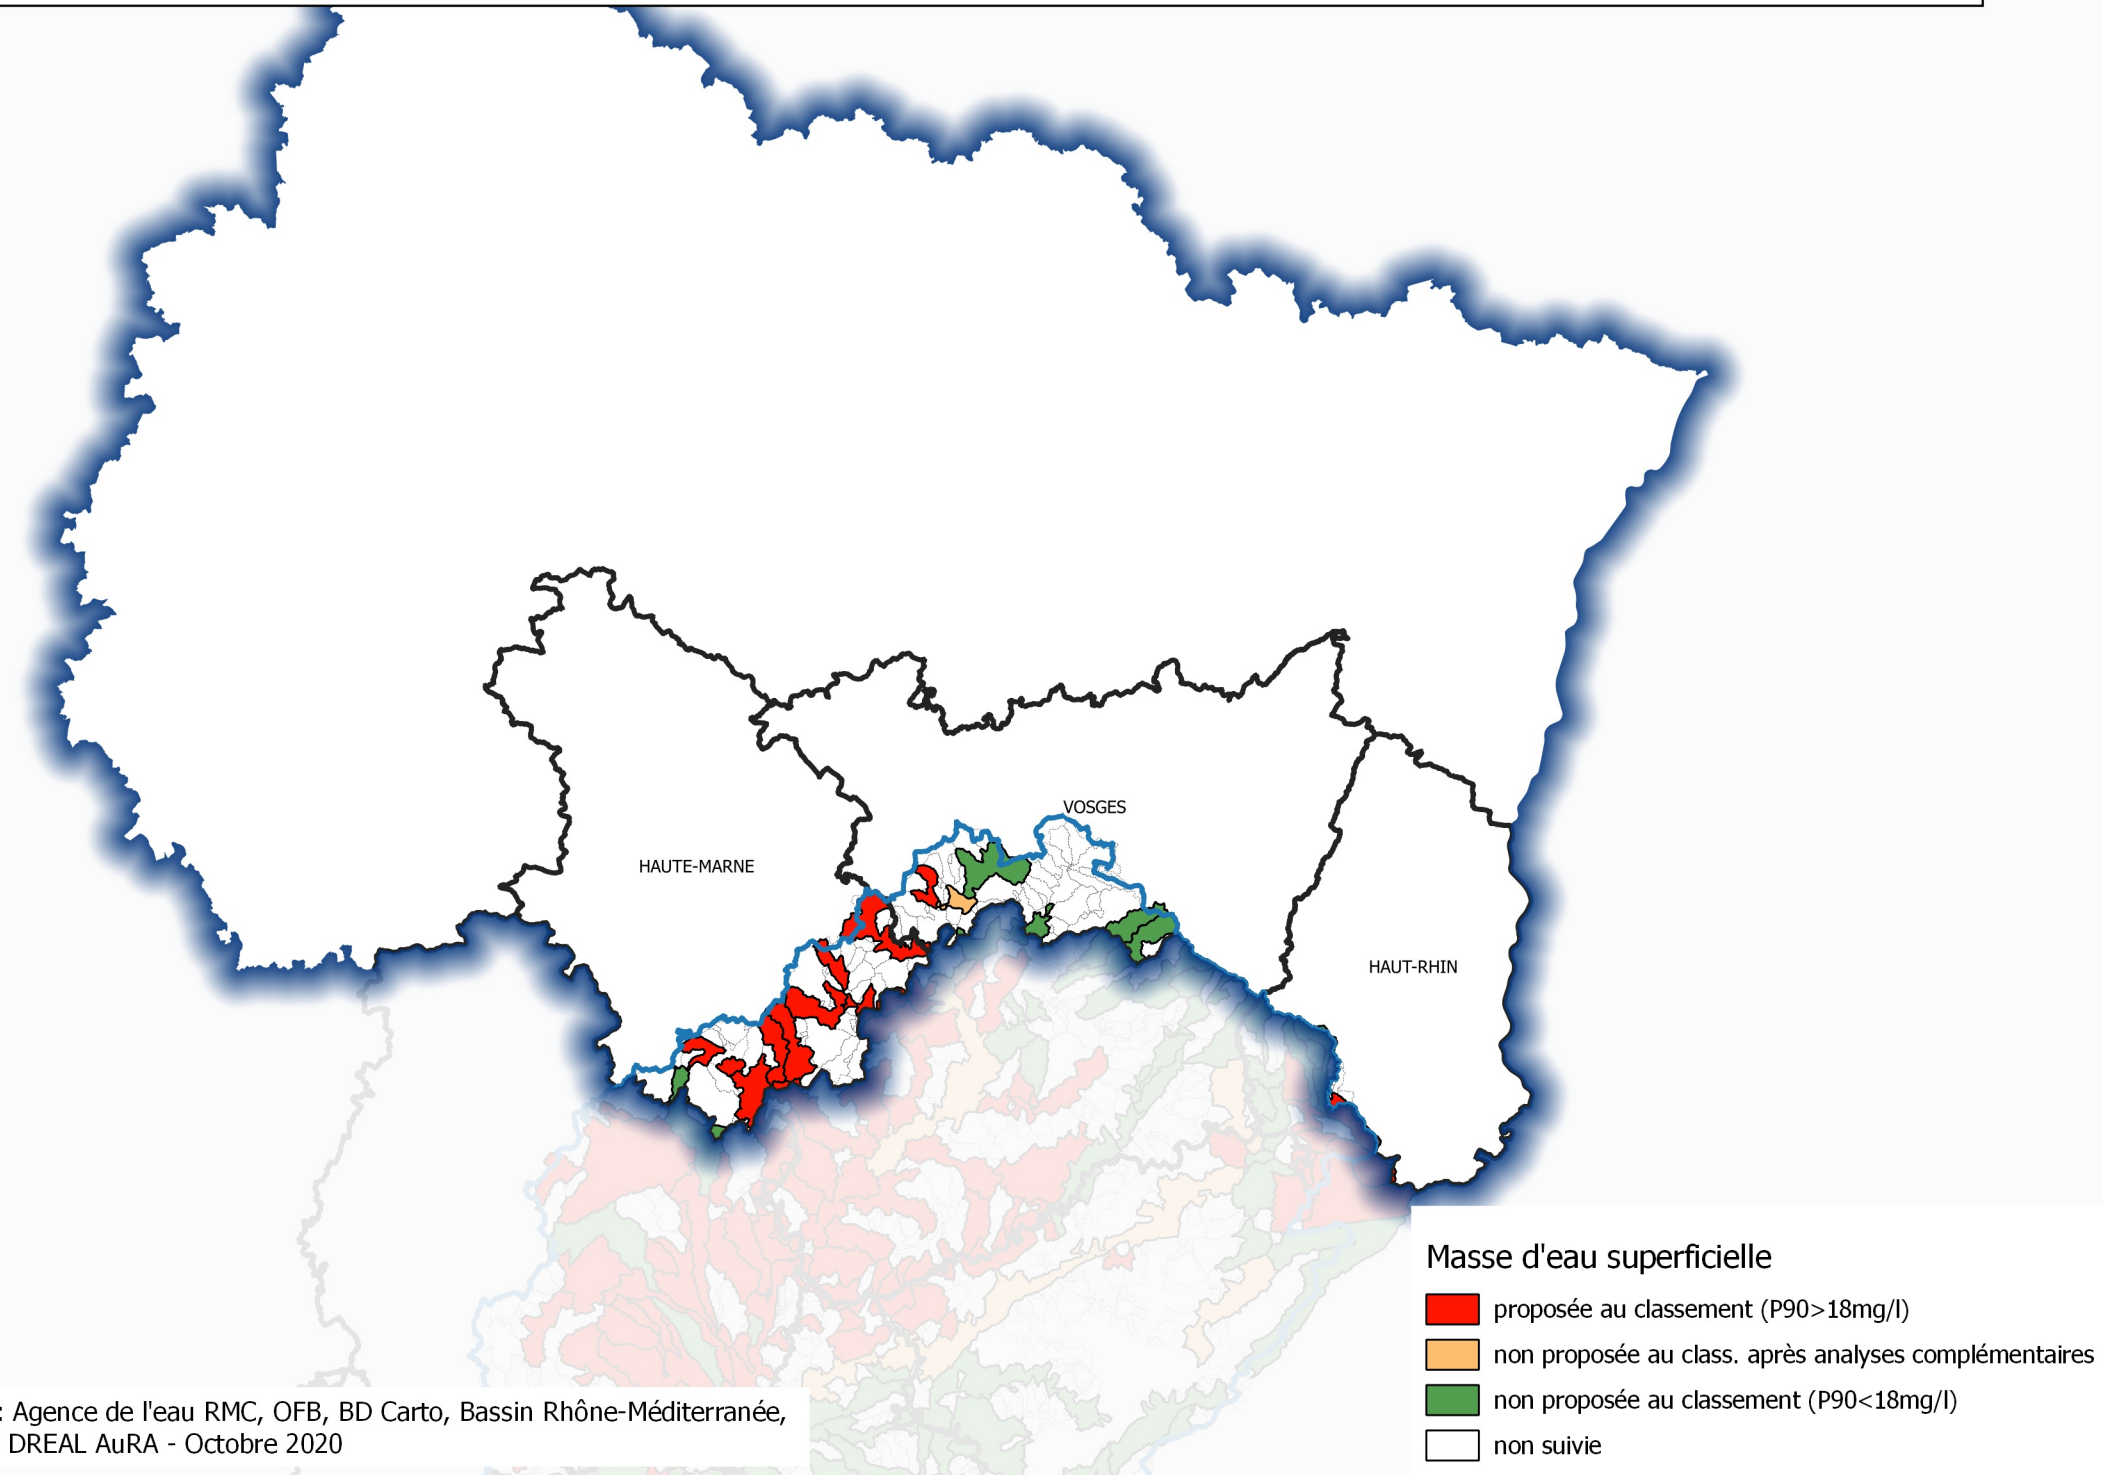 VOSGES
HAUTE-MARNE
HAUT-RHIN
Masse d'eau superficielle
proposée au classement (P90>18mg/l)
non proposée au class. après analyses complémentaires
non proposée au classement (P90<18mg/l)
non suivie
: Agence de l'eau RMC, OFB, BD Carto, Bassin Rhône-Méditerranée,
DREAL AuRA - Octobre 2020